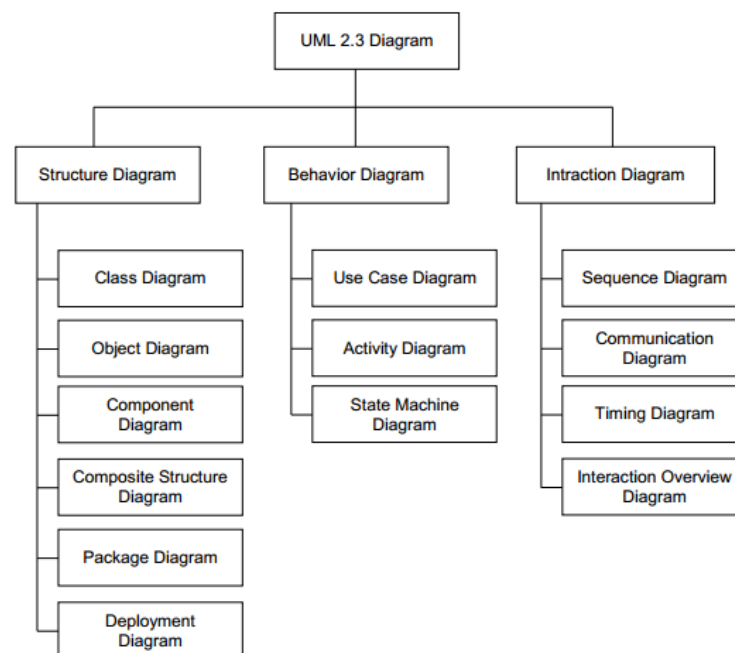 UML 2.3 Diagram
Structure Diagram
Behavior Diagram
Intraction Diagram
Class Diagram
Object Diagram
Component
Diagram
Composite Structure
Diagram
Package Diagram
Deployment
Diagram
Use Case Diagram
Activity Diagram
State Machine
Diagram
Sequence Diagram
Communication
Diagram
Timing Diagram
Interaction Overview
Diagram